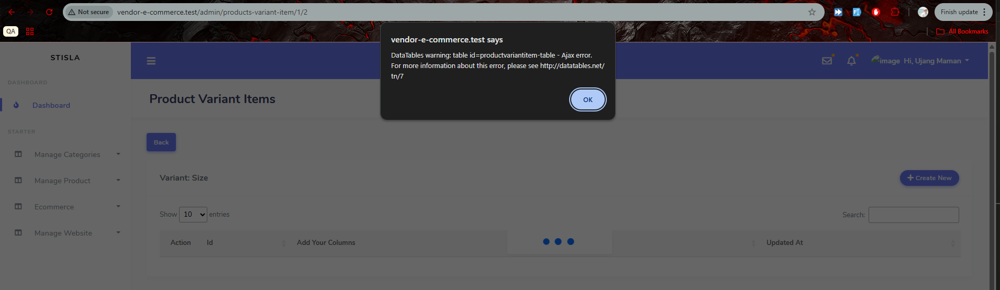 Not secure
vendor-e-commerce.test/admin/products-variant-item/1/2
Finish update
QA
All Bookmarks
vendor-e-commerce.test says
DataTables warning: table id=productvariantitem-table - Ajax error.
For more information about this error, please see http://datatables.net/
tn/7
OK
STISLA
image Hi, Ujang Maman
DASHBOARD
Dashboard
STARTER
Manage Categories
Manage Product
Ecommerce
Manage Website
Product Variant Items
Back
Variant: Size
Create New
Show 10 entries
Search:
Action Id Add Your Columns Updated At